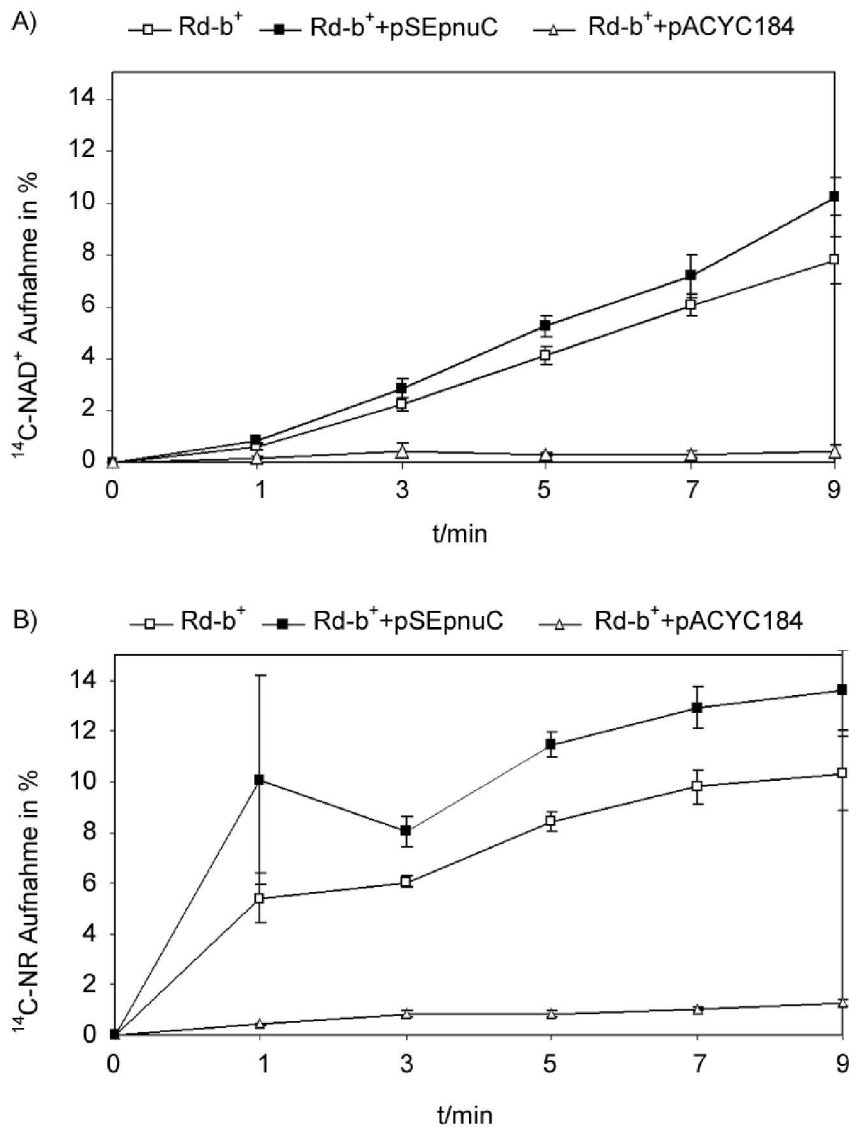 A)
Rd-b⁺ Rd-b⁺+pSEpnuC Rd-b⁺+pACYC184
14
12
10
8
6
4
2
0
¹⁴C-NAD⁺ Aufnahme in %
0 1 3 5 7 9
t/min
B)
Rd-b⁺ Rd-b⁺+pSEpnuC Rd-b⁺+pACYC184
14
12
10
8
6
4
2
0
¹⁴C-NR Aufnahme in %
0 1 3 5 7 9
t/min